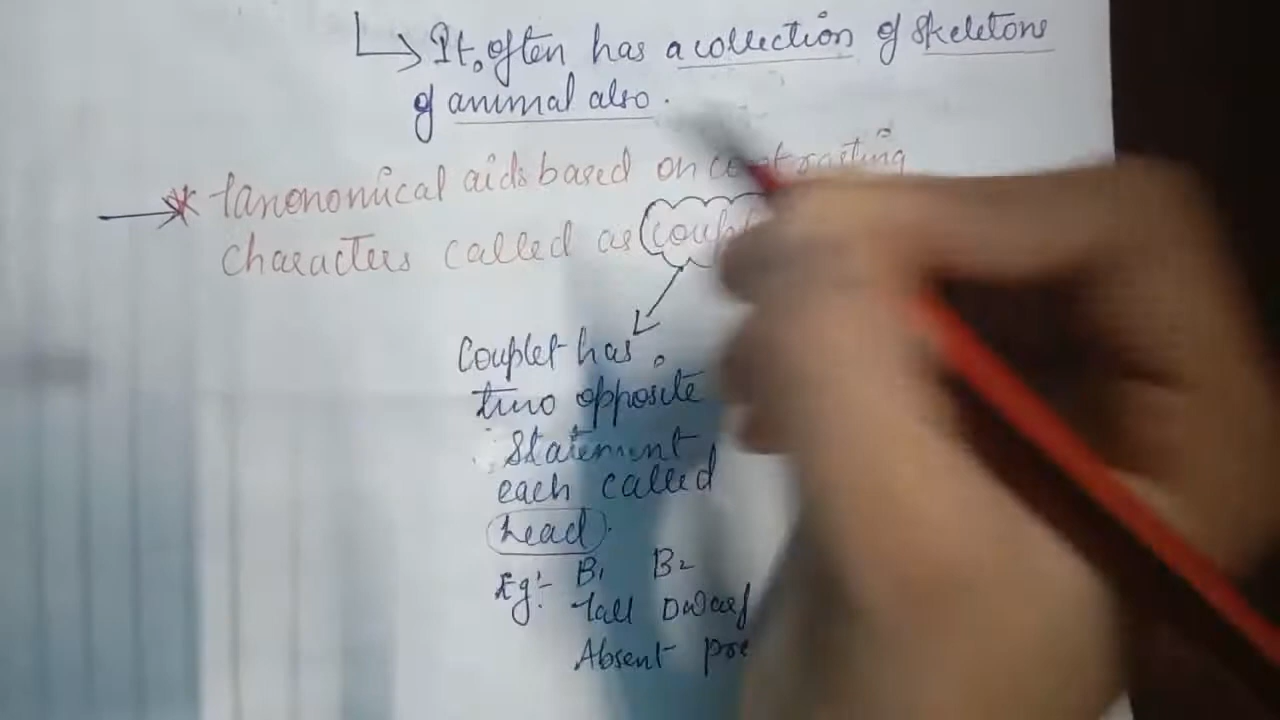 It, often has a collection of skeletons
of animal also.
* Tanonomical aids based on contrasting
characters called as
Couplet has
two opposite
Statement
each called
lead.
Eg:- B1 B2
Tall Dwarf
Absent